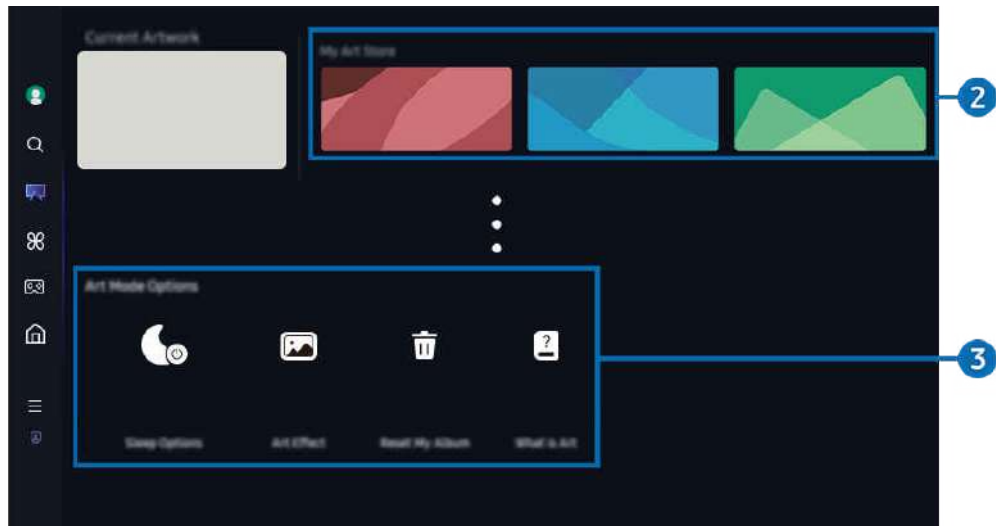 Current Artwork
My Art Store
2
Art Mode Options
3
?
Sleep Options Art Effect Reset My Album What is Art